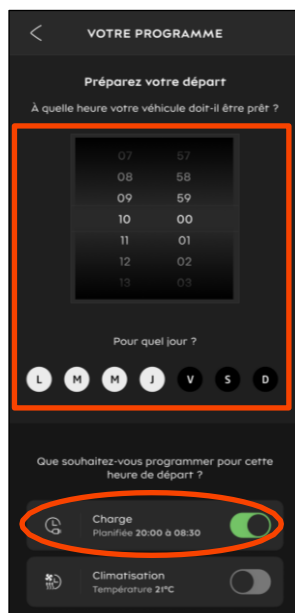 VOTRE PROGRAMME
Préparez votre départ
À quelle heure votre véhicule doit-il être prêt ?
07 57
08 58
09 59
10 00
11 01
12 02
13 03
Pour quel jour ?
L M M J V S D
Que souhaitez-vous programmer pour cette
heure de départ ?
Charge
Planifiée 20:00 à 08:30
Climatisation
Température 21°C